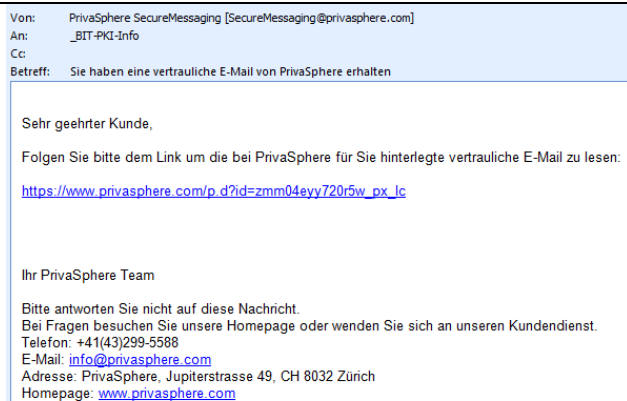 Von: PrivaSphere SecureMessaging [SecureMessaging@privasphere.com]
An: _BIT-PKI-Info
Cc:
Betreff: Sie haben eine vertrauliche E-Mail von PrivaSphere erhalten
Sehr geehrter Kunde,
Folgen Sie bitte dem Link um die bei PrivaSphere für Sie hinterlegte vertrauliche E-Mail zu lesen:
https://www.privasphere.com/p.d?id=zmm04eyy720r5w_px_lc
Ihr PrivaSphere Team
Bitte antworten Sie nicht auf diese Nachricht.
Bei Fragen besuchen Sie unsere Homepage oder wenden Sie sich an unseren Kundendienst.
Telefon: +41(43)299-5588
E-Mail: info@privasphere.com
Adresse: PrivaSphere, Jupiterstrasse 49, CH 8032 Zürich
Homepage: www.privasphere.com